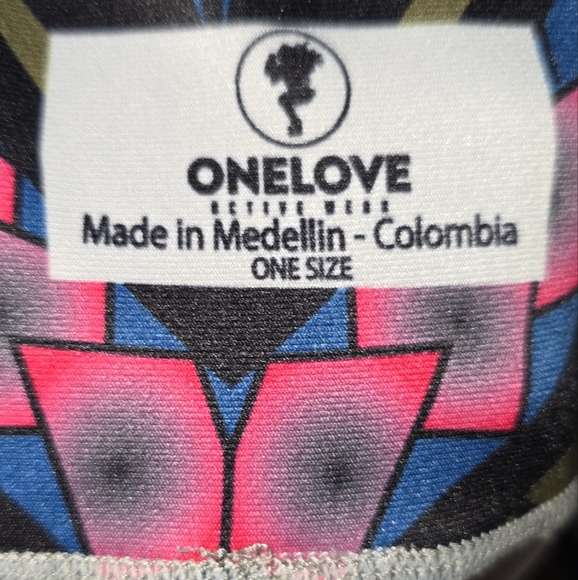 ONELOVE
ACTIVE WEAR
Made in Medellin - Colombia
ONE SIZE